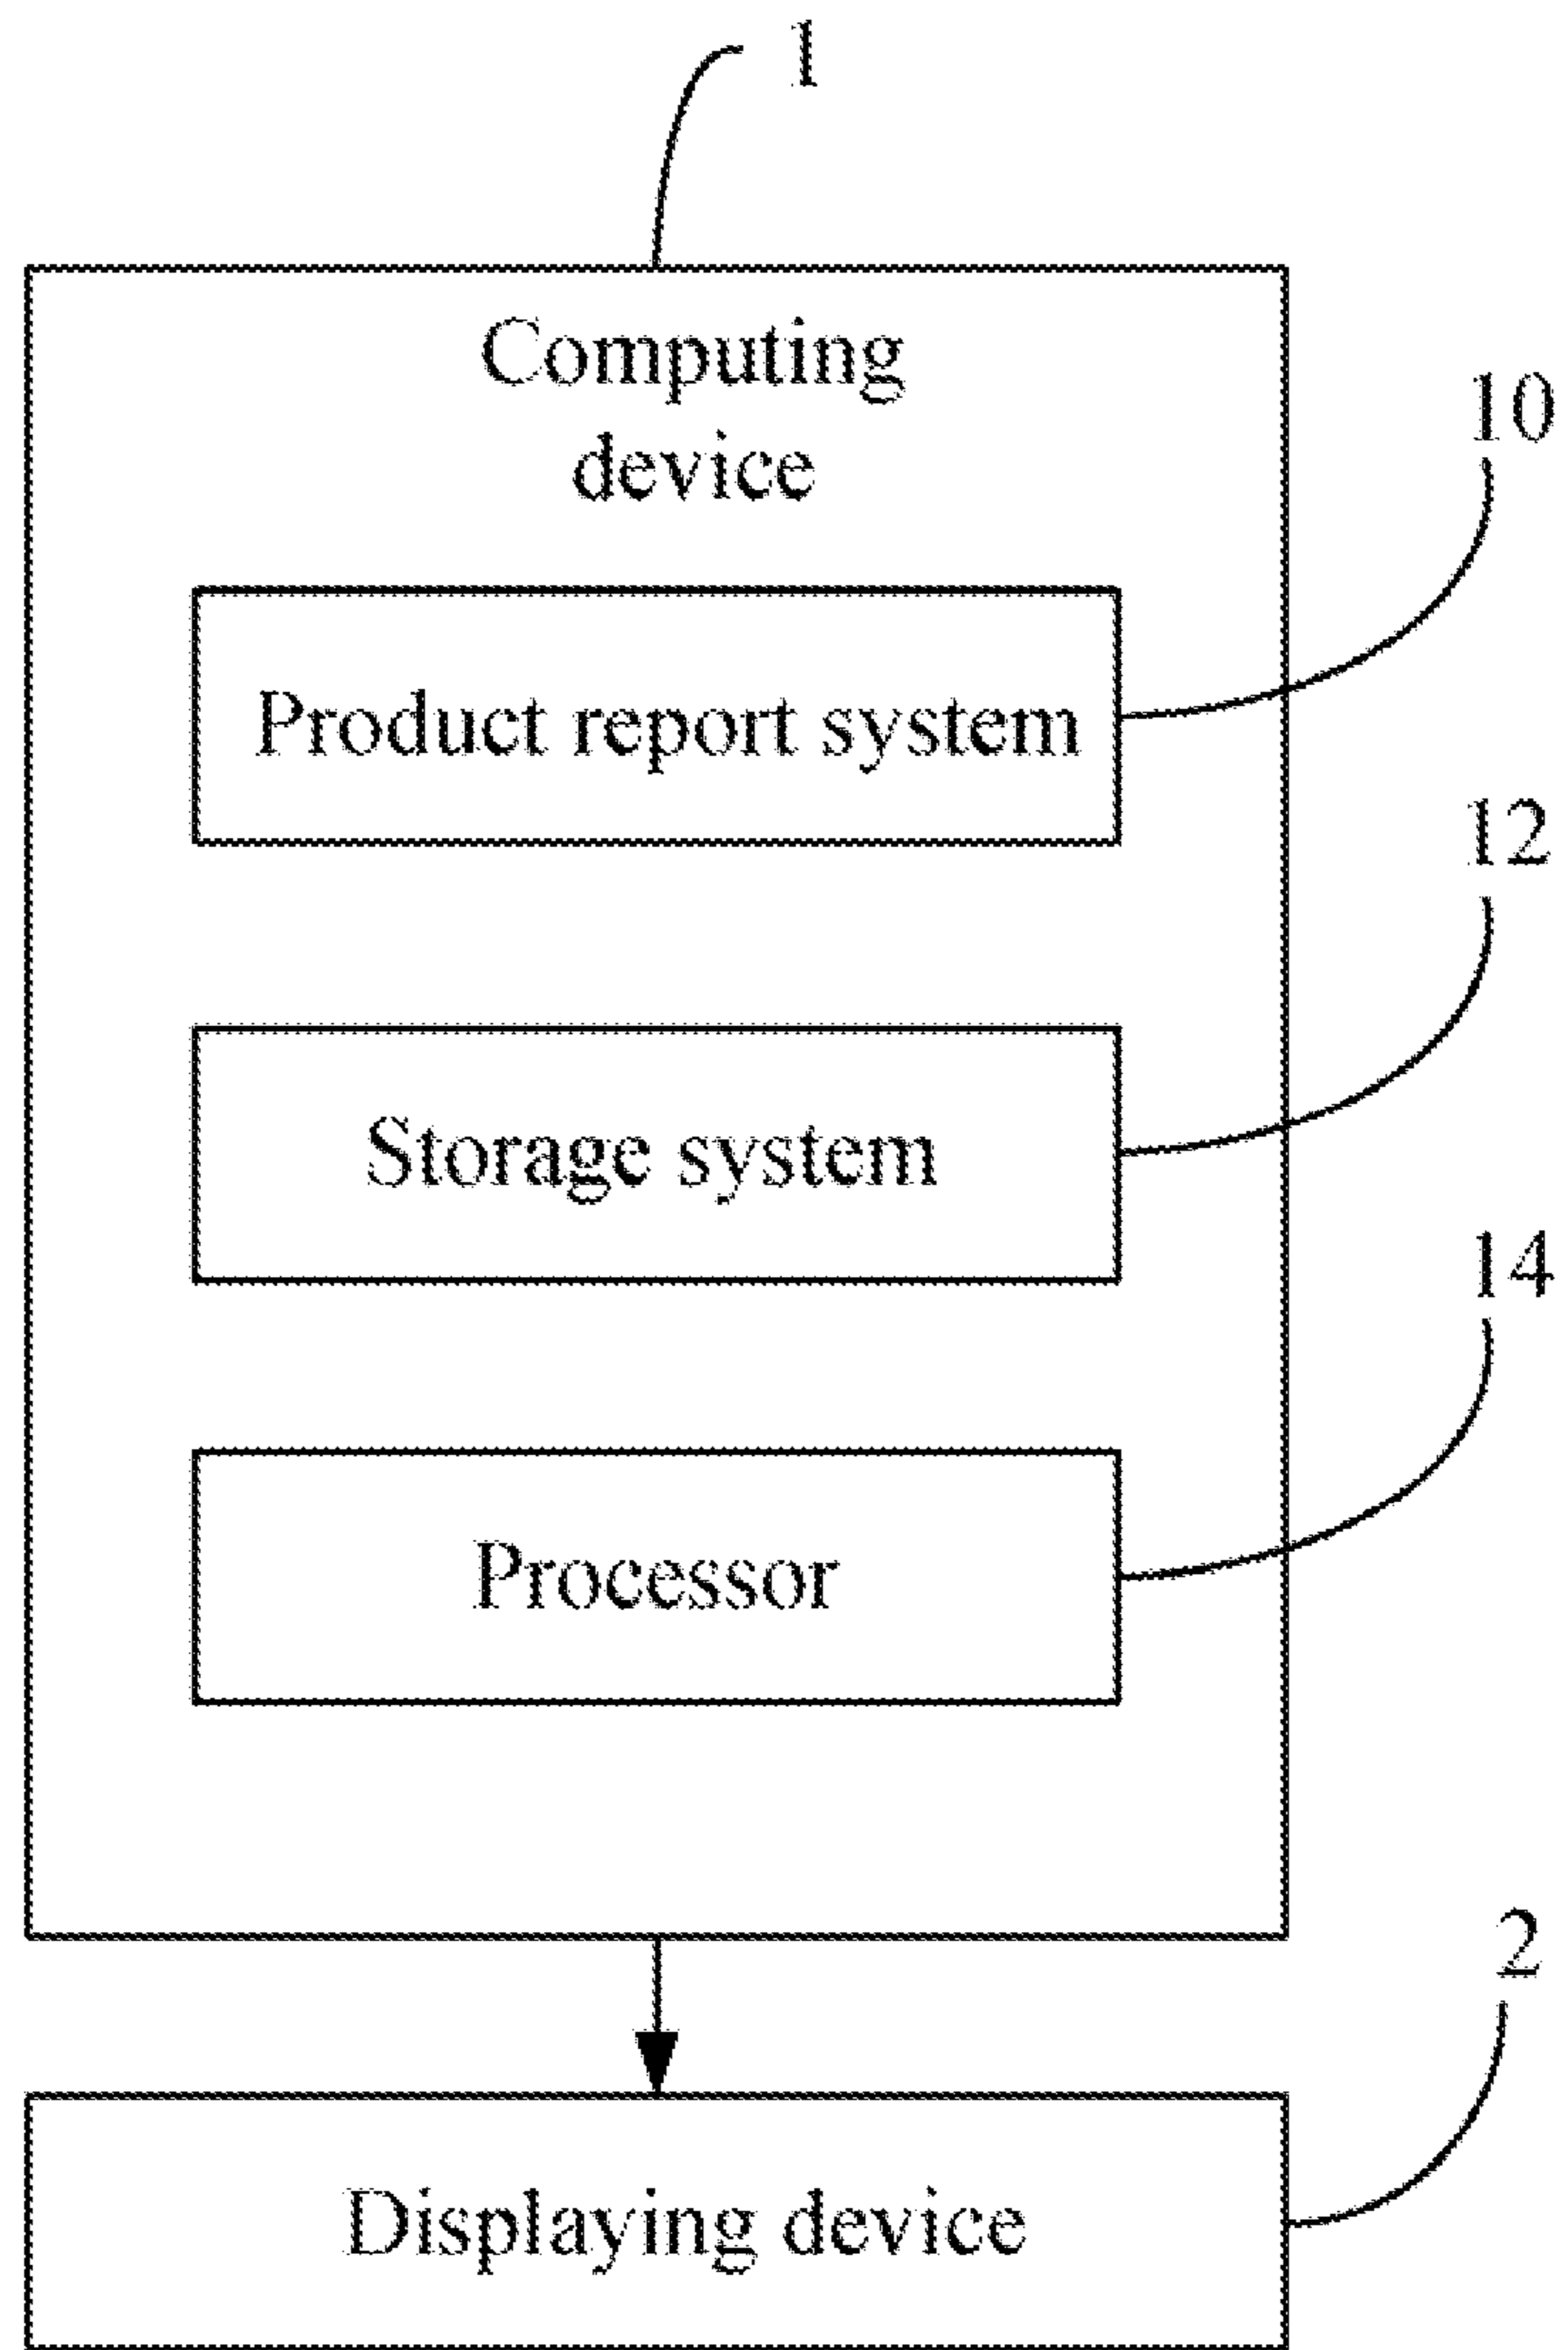 1
Computing
device
10
Product report system
12
Storage system
14
Processor
2
Displaying device